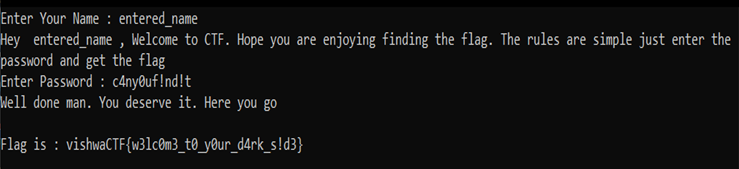 Enter Your Name : entered_name
Hey  entered_name , Welcome to CTF. Hope you are enjoying finding the flag. The rules are simple just enter the
password and get the flag
Enter Password : c4ny0uf!nd!t
Well done man. You deserve it. Here you go
Flag is : vishwaCTF{w3lc0m3_t0_y0ur_d4rk_s!d3}